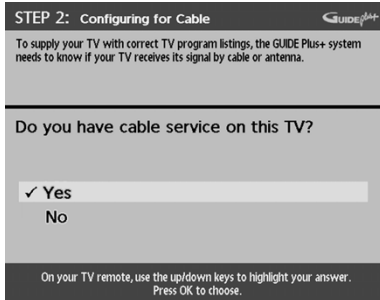 STEP 2: Configuring for Cable
GUIDE Plus+
To supply your TV with correct TV program listings, the GUIDE Plus+ system
needs to know if your TV receives its signal by cable or antenna.
Do you have cable service on this TV?
✓ Yes
No
On your TV remote, use the up/down keys to highlight your answer.
Press OK to choose.